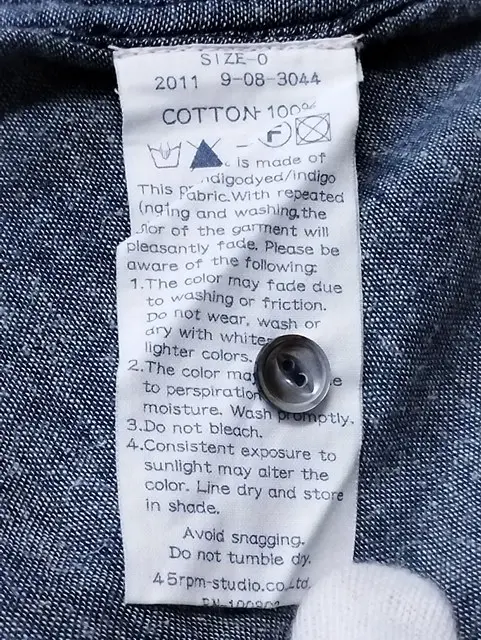 SIZE-0
2011 9-08-3044
COTTON 100%
is made of
digodyed/indigo
This Fabric. With repeated
and washing, the
of the garment will
pleasantly fade. Please be
aware of the following:
1.The color may fade due
to washing or friction.
Do not wear, wash or
dry with white
lighter colors.
2.The color may
to perspiration
moisture. Wash promptly.
3.Do not bleach.
4.Consistent exposure to
sunlight may alter the
color. Line dry and store
in shade.
Avoid snagging.
Do not tumble dry.
45rpm-studio.co.Ltd.